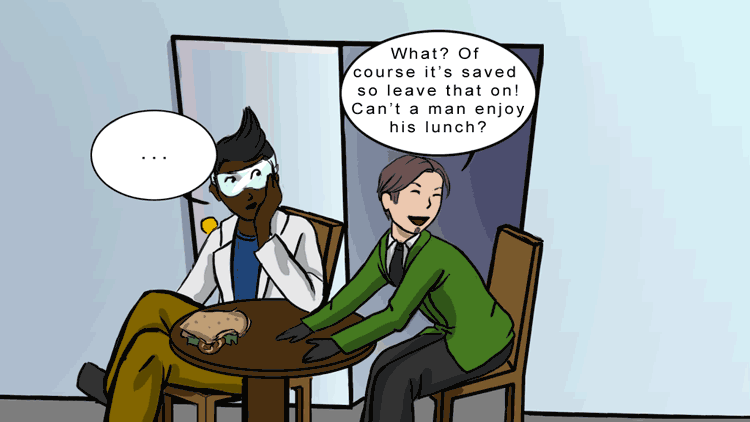 ...
What? Of
course it's saved
so leave that on!
Can't a man enjoy
his lunch?